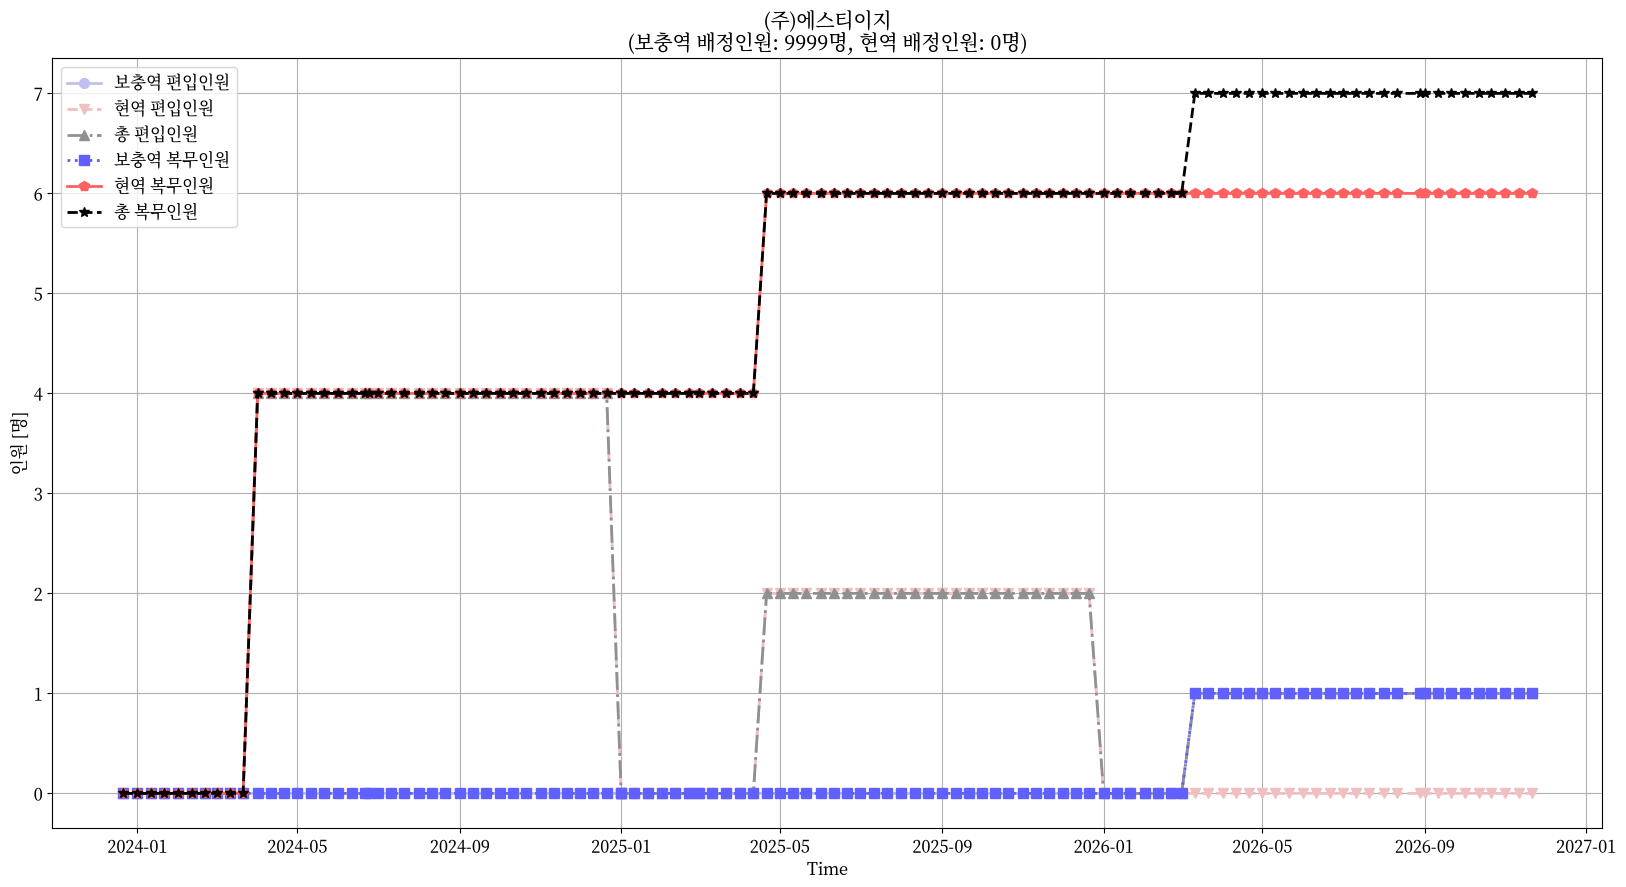 (주)에스티이지
(보충역 배정인원: 9999명, 현역 배정인원: 0명)
보충역 편입인원
현역 편입인원
총 편입인원
보충역 복무인원
현역 복무인원
총 복무인원
인원 [명]
7
6
5
4
3
2
1
0
2024-01
2024-05
2024-09
2025-01
2025-05
2025-09
2026-01
2026-05
2026-09
2027-01
Time